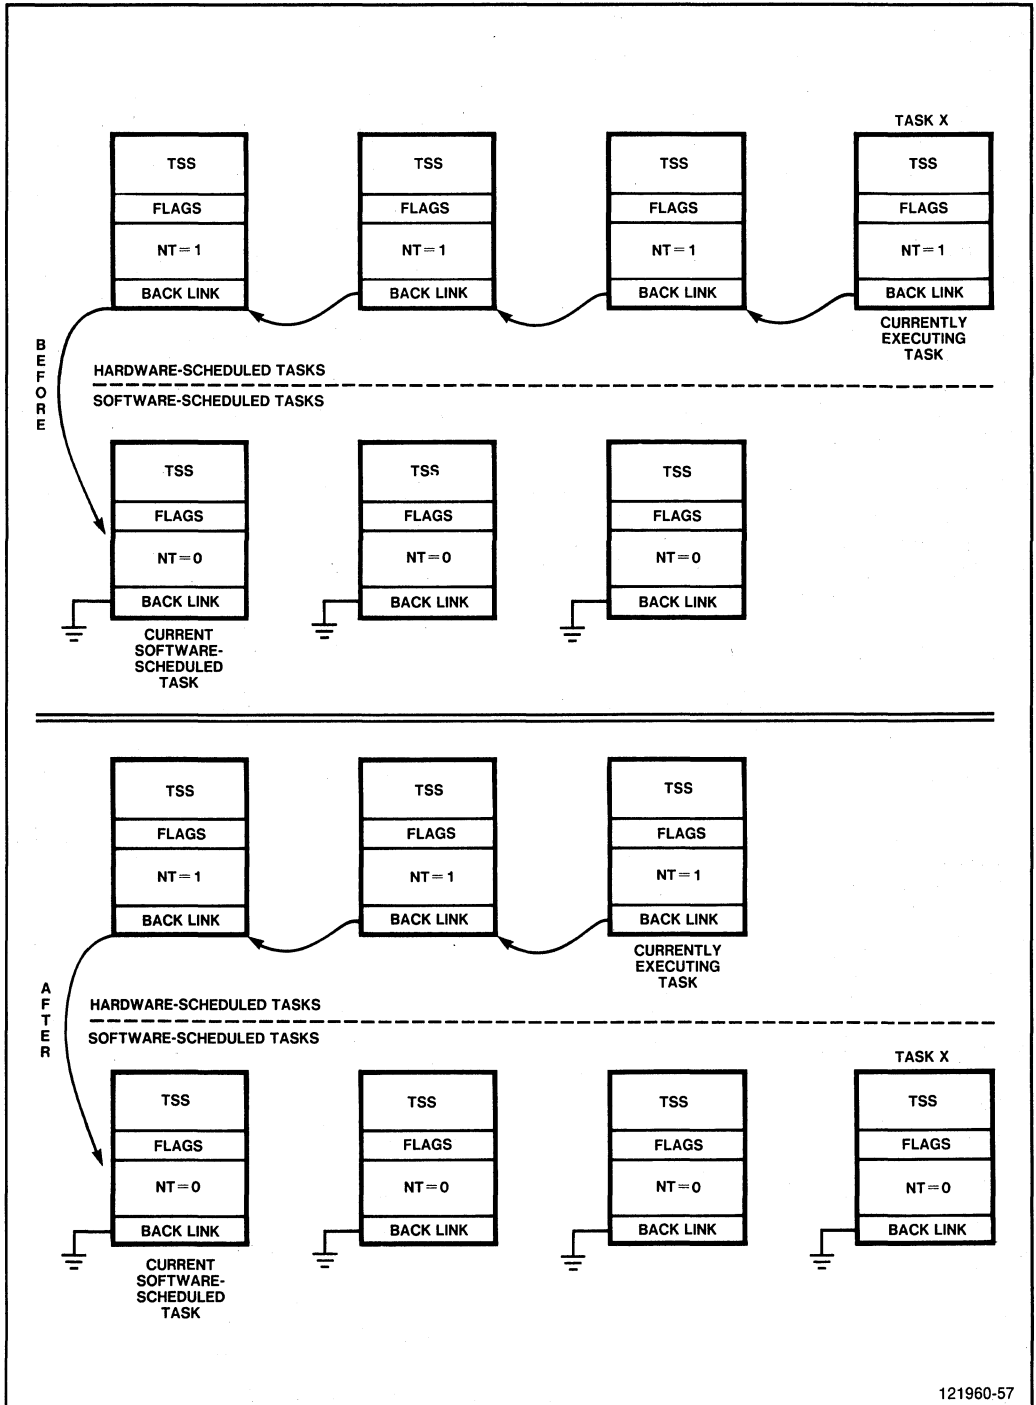 TASK X
TSS TSS TSS TSS
FLAGS FLAGS FLAGS FLAGS
NT=1 NT=1 NT=1 NT=1
BACK LINK BACK LINK BACK LINK BACK LINK
CURRENTLY
EXECUTING
TASK
BEFORE
HARDWARE-SCHEDULED TASKS
SOFTWARE-SCHEDULED TASKS
TSS TSS TSS
FLAGS FLAGS FLAGS
NT=0 NT=0 NT=0
BACK LINK BACK LINK BACK LINK
CURRENT
SOFTWARE-
SCHEDULED
TASK
TSS TSS TSS
FLAGS FLAGS FLAGS
NT=1 NT=1 NT=1
BACK LINK BACK LINK BACK LINK
CURRENTLY
EXECUTING
TASK
AFTER
HARDWARE-SCHEDULED TASKS
SOFTWARE-SCHEDULED TASKS
TASK X
TSS TSS TSS TSS
FLAGS FLAGS FLAGS FLAGS
NT=0 NT=0 NT=0 NT=0
BACK LINK BACK LINK BACK LINK BACK LINK
CURRENT
SOFTWARE-
SCHEDULED
TASK
121960-57